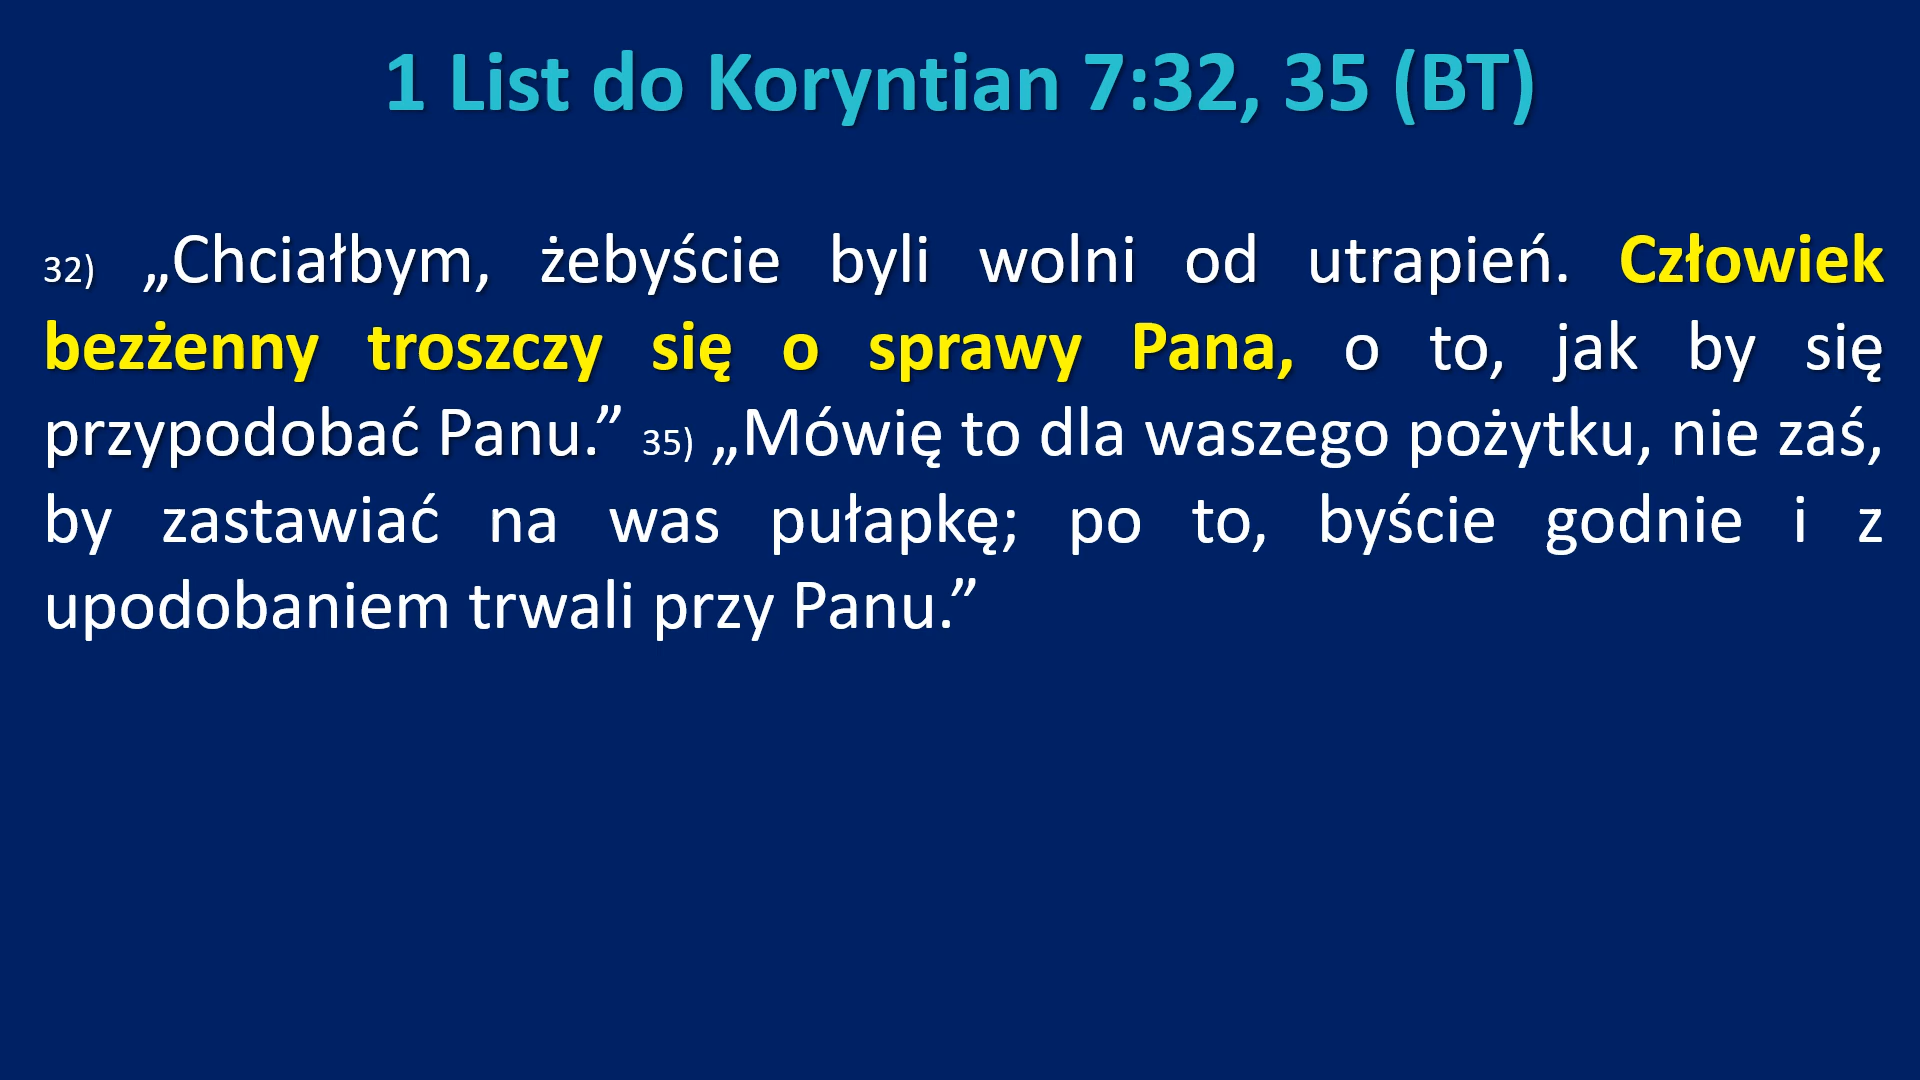 1 List do Koryntian 7:32, 35 (BT)
32) „Chciałbym, żebyście byli wolni od utrapień. Człowiek
bezżenny troszczy się o sprawy Pana, o to, jak by się
przypodobać Panu.” 35) „Mówię to dla waszego pożytku, nie zaś,
by zastawiać na was pułapkę; po to, byście godnie i z
upodobaniem trwali przy Panu.”